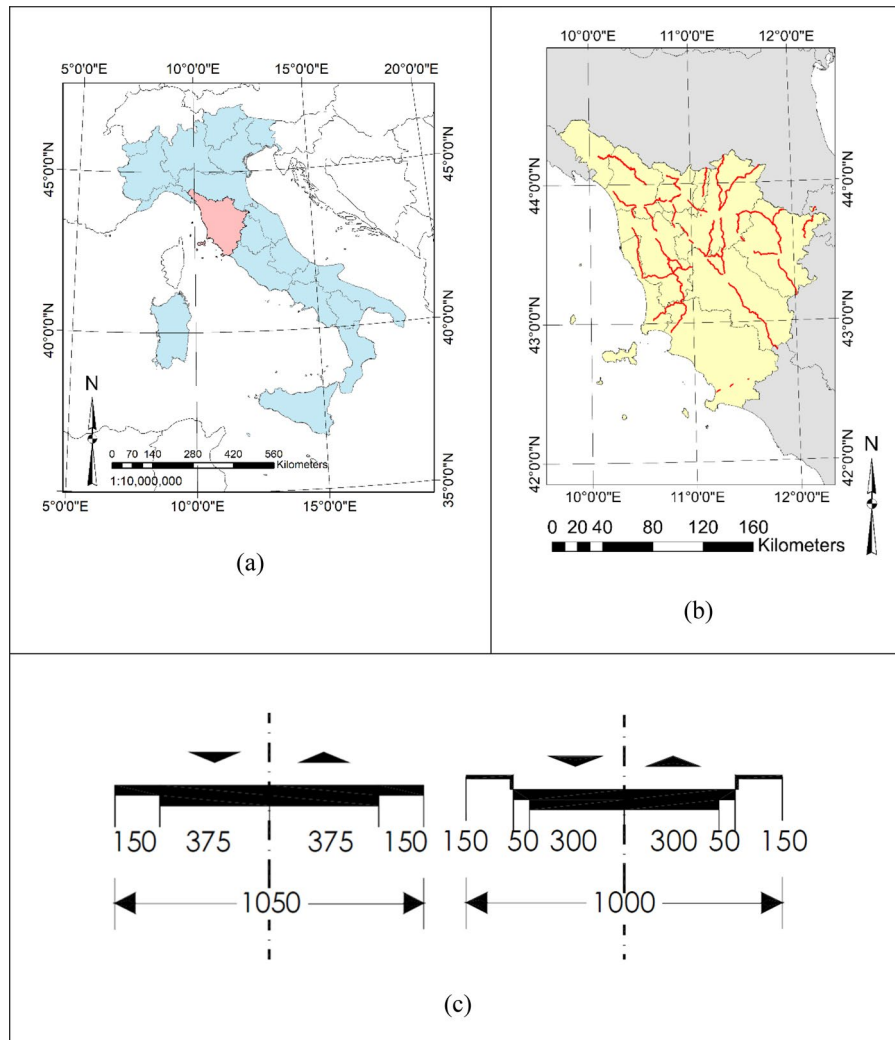 5°0'0"E 10°0'0"E 15°0'0"E 20°0'0"E
45°0'0"N
45°0'0"N
40°0'0"N
40°0'0"N
35°0'0"N
N
0 70 140 280 420 560
Kilometers
1:10,000,000
5°0'0"E 10°0'0"E 15°0'0"E
(a)
10°0'0"E 11°0'0"E 12°0'0"E
44°0'0"N
44°0'0"N
43°0'0"N
43°0'0"N
42°0'0"N
42°0'0"N
10°0'0"E 11°0'0"E 12°0'0"E
N
0 20 40 80 120 160
Kilometers
(b)
150 375 375 150
1050
150 50 300 300 50 150
1000
(c)